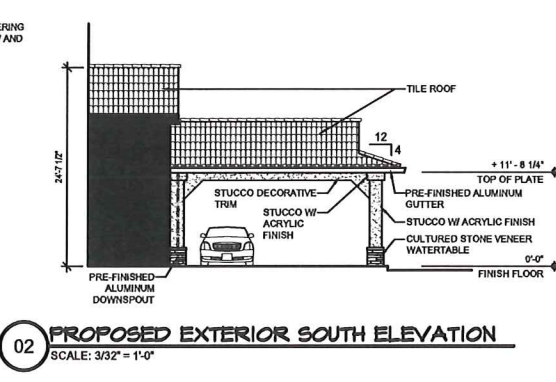 ERING
AND
TILE ROOF
12
4
24'-7 1/2"
+ 11' - 8 1/4"
TOP OF PLATE
STUCCO DECORATIVE
TRIM
PRE-FINISHED ALUMINUM
GUTTER
STUCCO W/
ACRYLIC
FINISH
STUCCO W/ ACRYLIC FINISH
CULTURED STONE VENEER
WATERTABLE
0'-0"
FINISH FLOOR
PRE-FINISHED
ALUMINUM
DOWNSPOUT
02
PROPOSED EXTERIOR SOUTH ELEVATION
SCALE: 3/32" = 1'-0"